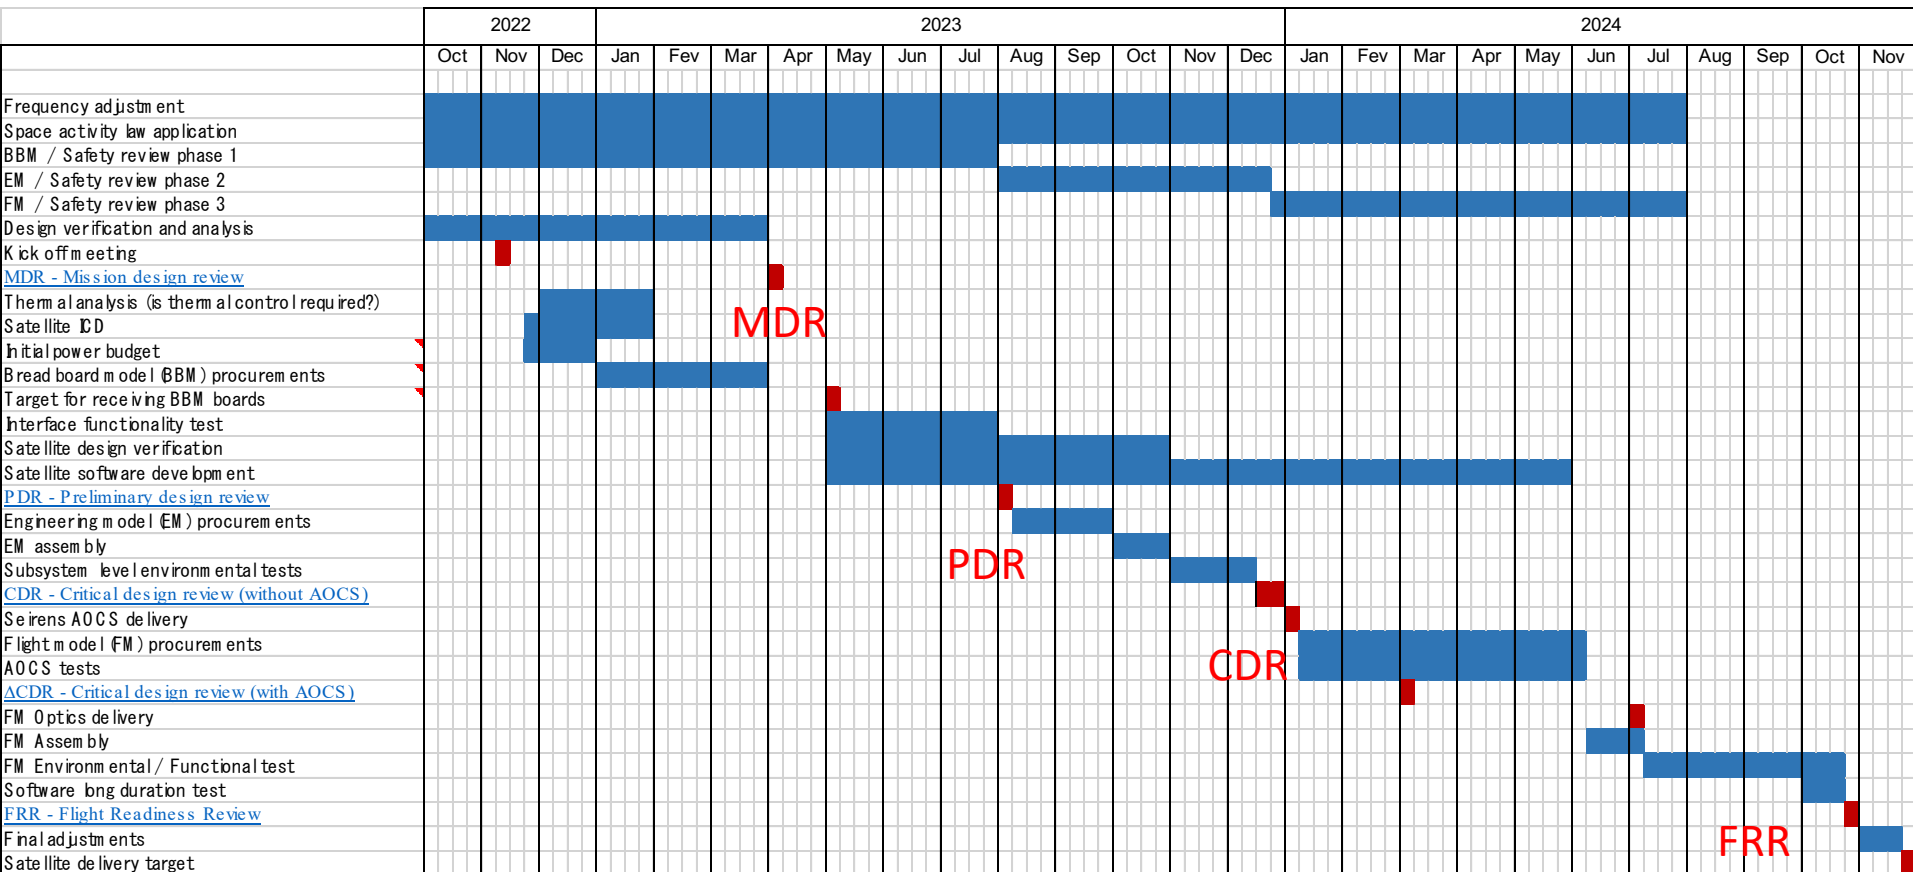 2022 2023 2024
Oct Nov Dec Jan Fev Mar Apr May Jun Jul Aug Sep Oct Nov Dec Jan Fev Mar Apr May Jun Jul Aug Sep Oct Nov
Frequency adjustment
Space activity law application
BBM / Safety review phase 1
EM / Safety review phase 2
FM / Safety review phase 3
Design verification and analysis
Kick off meeting
MDR - Mission design review
Thermal analysis (is thermal control required?)
MDR
Satellite ICD
Initial power budget
Bread board model (BBM) procurements
Target for receiving BBM boards
Interface functionality test
Satellite design verification
Satellite software development
PDR - Preliminary design review
Engineering model (EM) procurements
EM assembly
PDR
Subsystem level environmental tests
CDR - Critical design review (without AOCS)
Seirens AOCS delivery
Flight model (FM) procurements
CDR
AOCS tests
ΔCDR - Critical design review (with AOCS)
FM Optics delivery
FM Assembly
FM Environmental / Functional test
Software long duration test
FRR - Flight Readiness Review
Final adjustments
FRR
Satellite delivery target